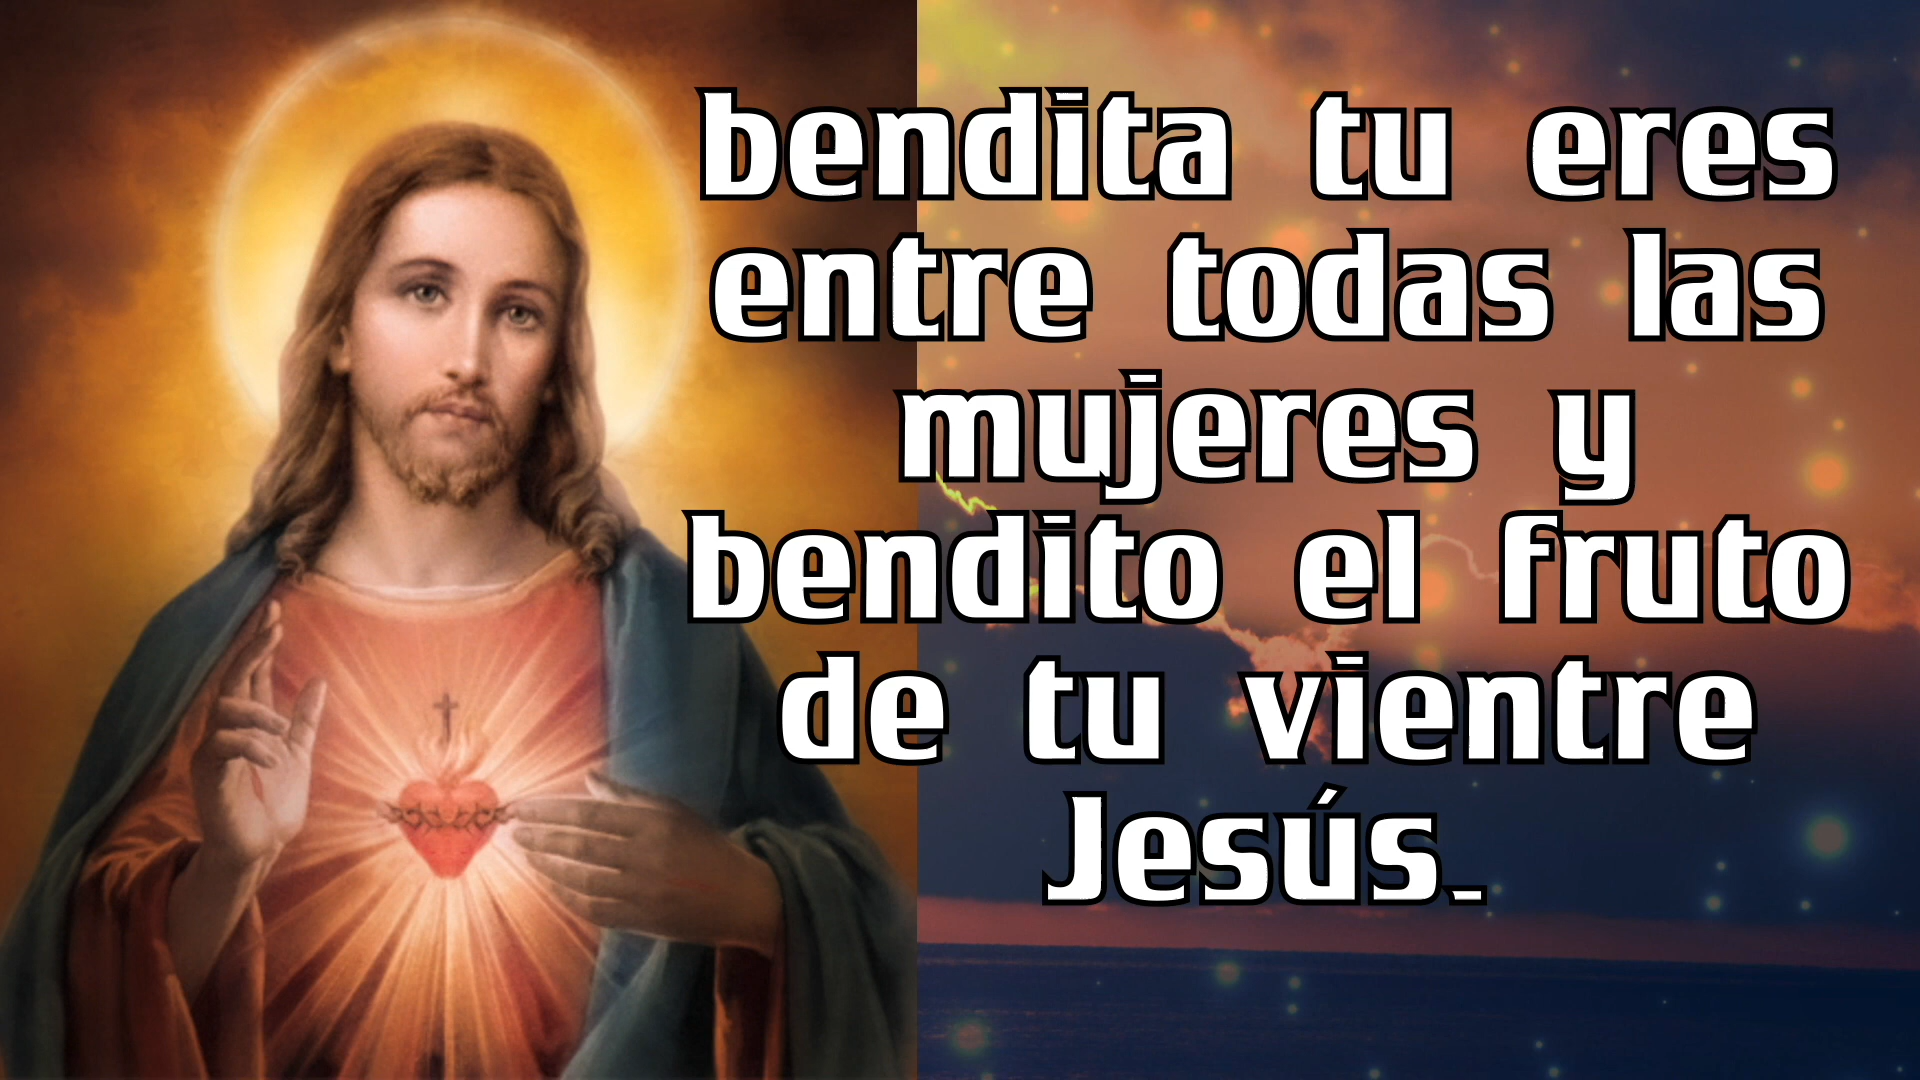 bendita tu eres
entre todas las
mujeres y
bendito el fruto
de tu vientre
Jesús.